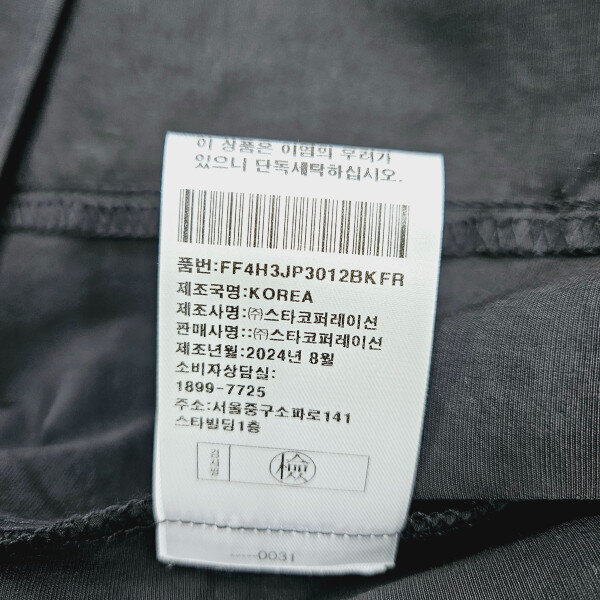 이 상품은 이염의 우려가
있으니 단독세탁하십시오.
품번:FF4H3JP3012BKFR
제조국명:KOREA
제조사명:㈜스타코퍼레이션
판매사명::㈜스타코퍼레이션
제조년월:2024년 8월
소비자상담실:
1899-7725
주소:서울중구소파로141
스타빌딩1층
檢
0031